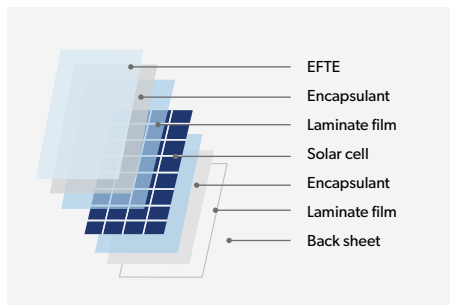 EFTE
Encapsulant
Laminate film
Solar cell
Encapsulant
Laminate film
Back sheet